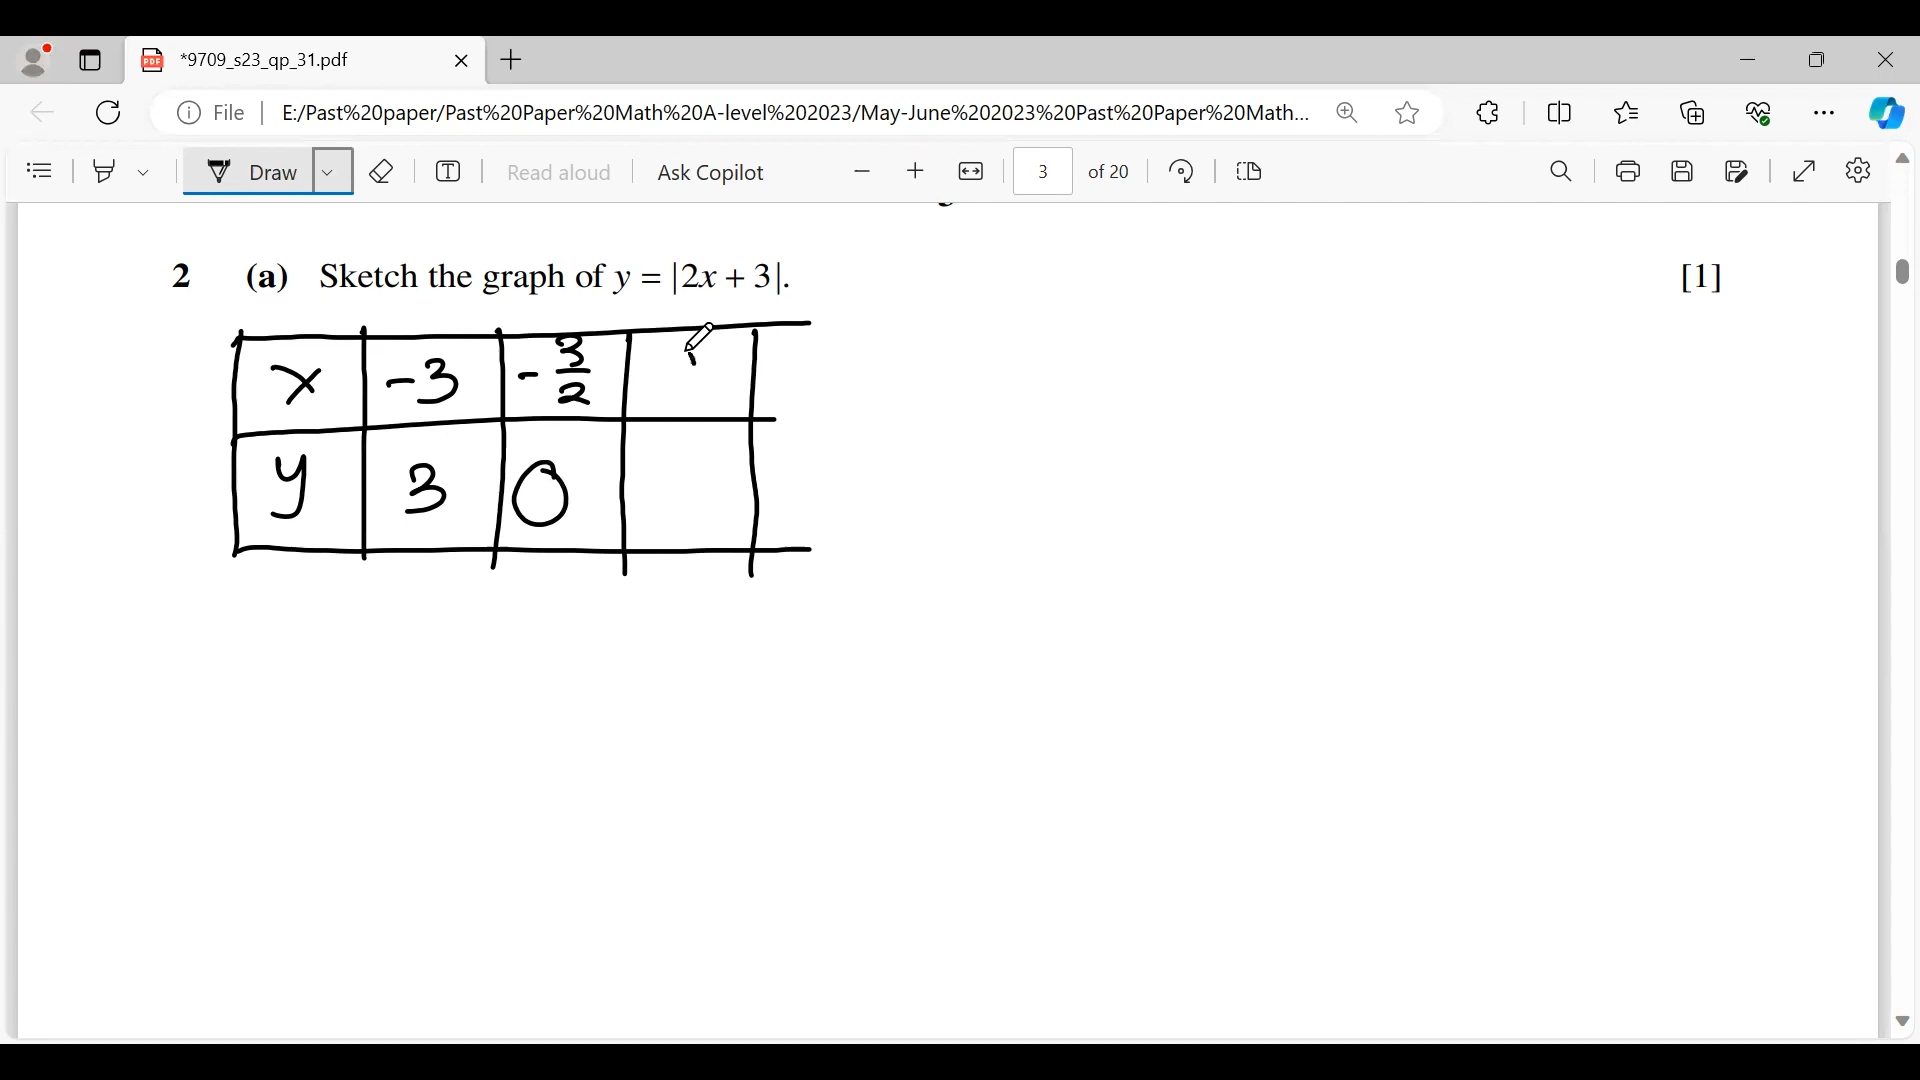 *9709_s23_qp_31.pdf
File E:/Past%20paper/Past%20Paper%20Math%20A-level%202023/May-June%202023%20Past%20Paper%20Math...
Draw Read aloud Ask Copilot 3 of 20
2 (a) Sketch the graph of y = |2x + 3|. [1]
x -3 -3/2
y 3 0